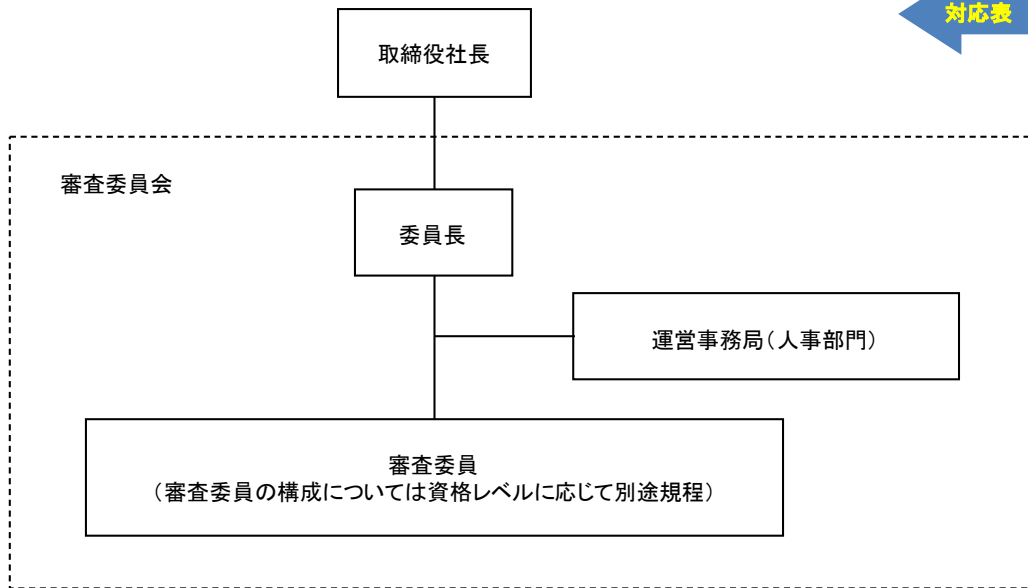 対応表
取締役社長
審査委員会
委員長
運営事務局(人事部門)
審査委員
(審査委員の構成については資格レベルに応じて別途規程)